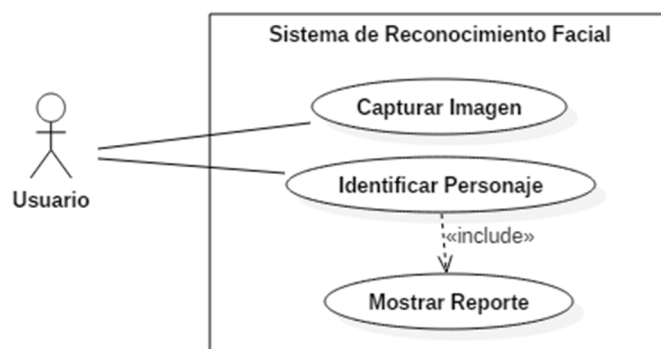 Sistema de Reconocimiento Facial
Capturar Imagen
Usuario
Identificar Personaje
«include»
Mostrar Reporte